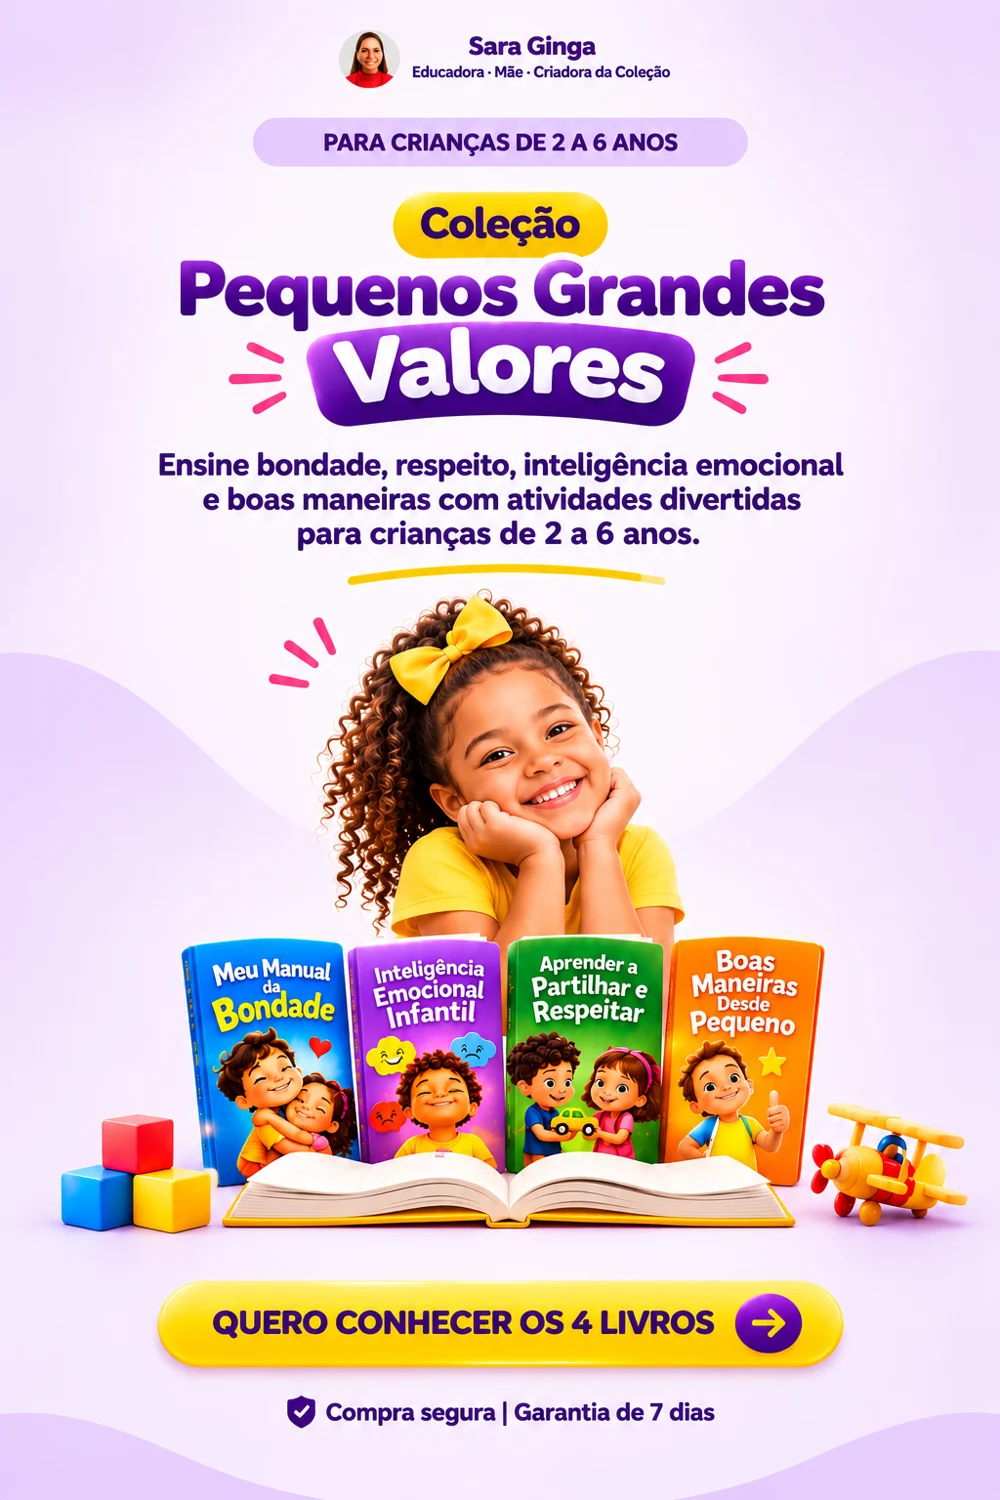 Sara Ginga
Educadora · Mãe · Criadora da Coleção
PARA CRIANÇAS DE 2 A 6 ANOS
Coleção
Pequenos Grandes
Valores
Ensine bondade, respeito, inteligência emocional
e boas maneiras com atividades divertidas
para crianças de 2 a 6 anos.
Meu Manual
da
Bondade
Inteligência
Emocional
Infantil
Aprender a
Partilhar e
Respeitar
Boas
Maneiras
Desde
Pequeno
QUERO CONHECER OS 4 LIVROS
Compra segura | Garantia de 7 dias